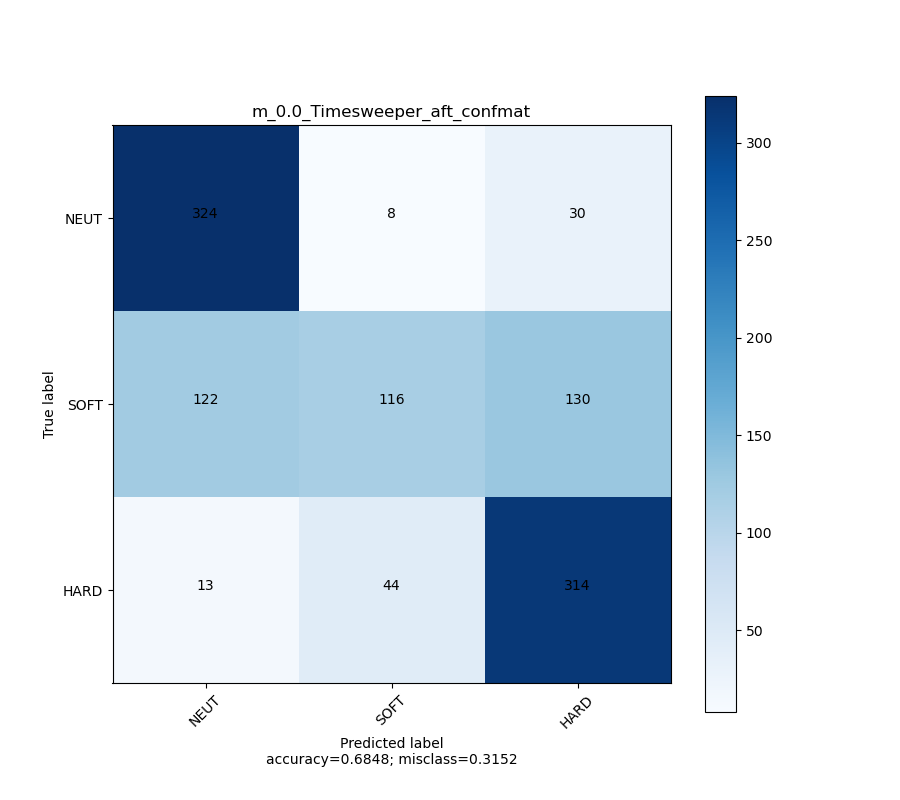 m_0.0_Timesweeper_aft_confmat
NEUT 324 8 30
SOFT 122 116 130
HARD 13 44 314
NEUT SOFT HARD
True label
Predicted label
accuracy=0.6848; misclass=0.3152
300
250
200
150
100
50